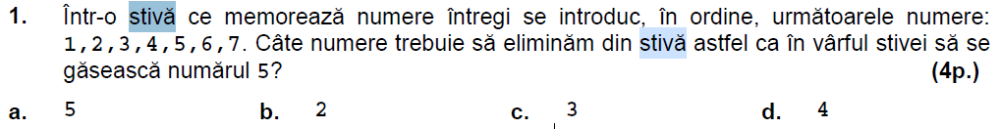 1. Într-o stivă ce memorează numere întregi se introduc, în ordine, următoarele numere:
1,2,3,4,5,6,7. Câte numere trebuie să eliminăm din stivă astfel ca în vârful stivei să se
găsească numărul 5? (4p.)
a. 5 b. 2 c. 3 d. 4